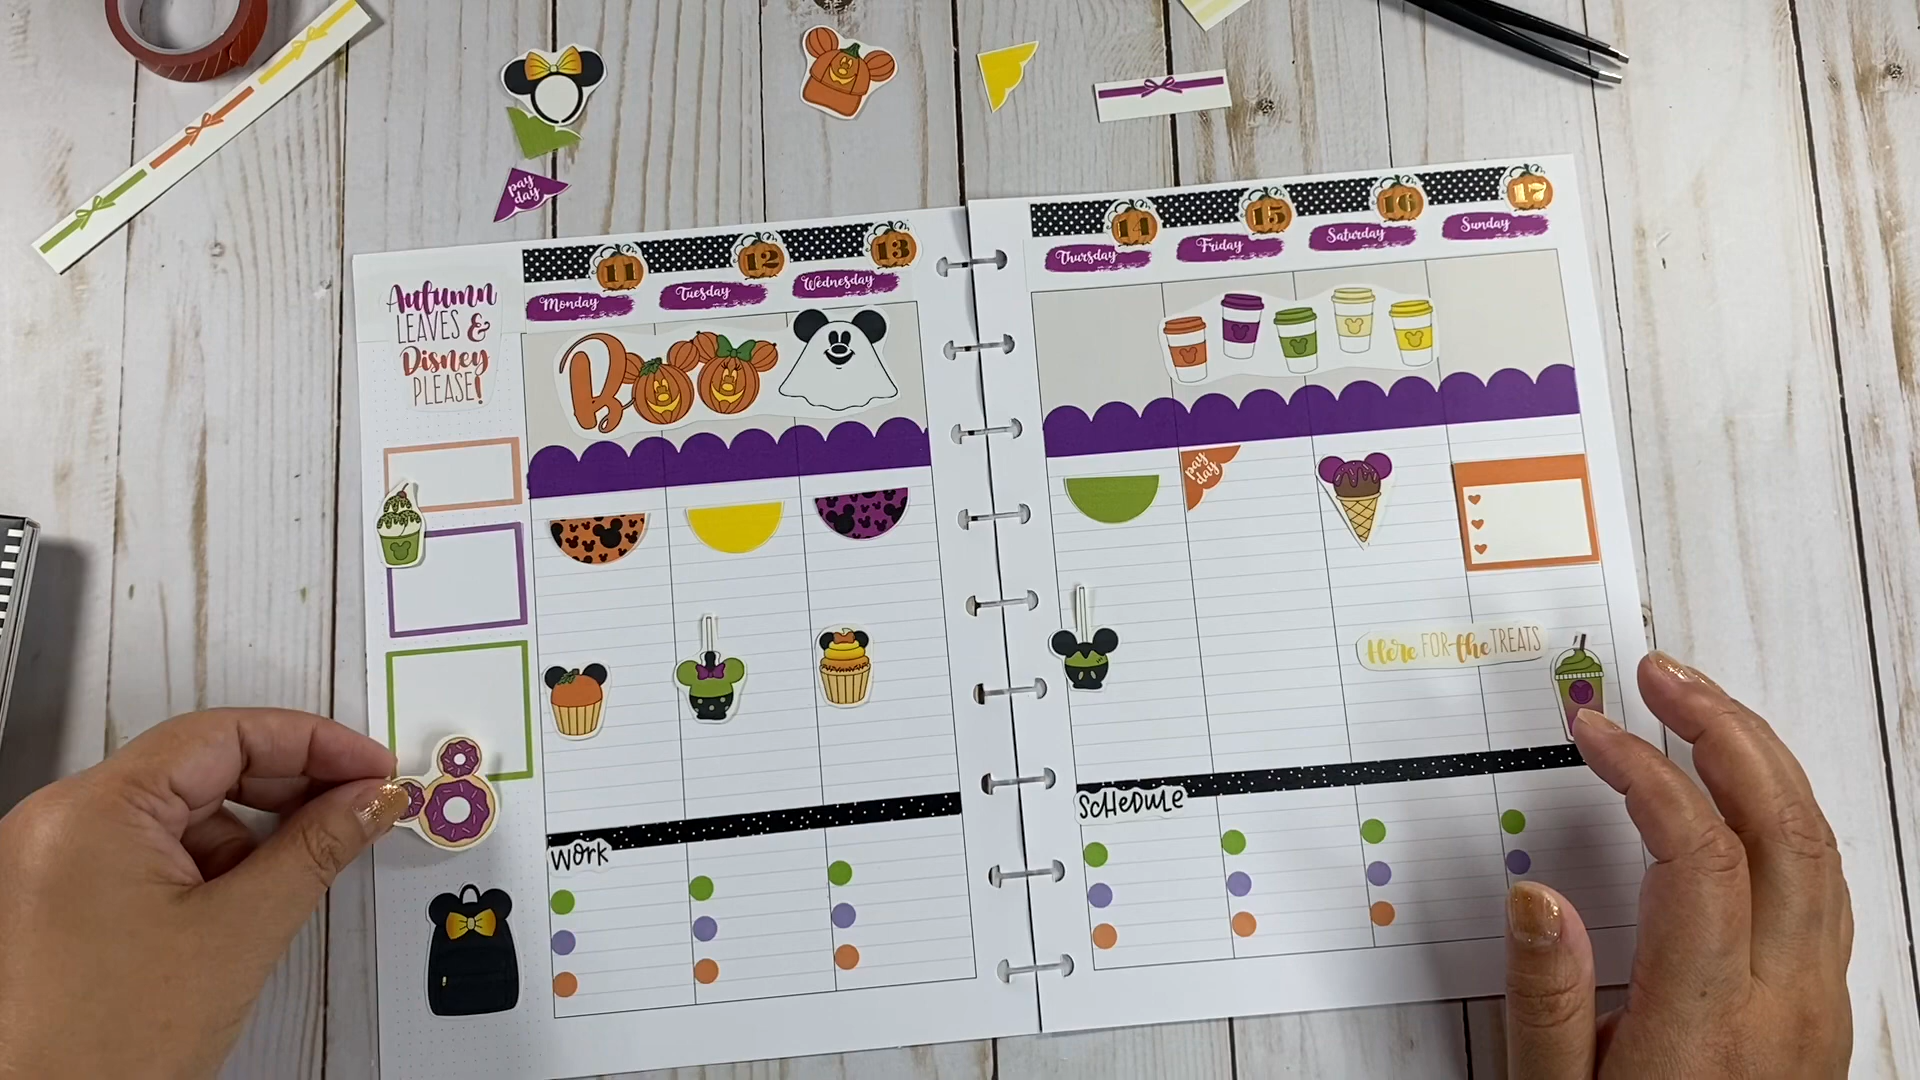 pay
day
11
12
13
Monday
Tuesday
Wednesday
Autumn
LEAVES &
Disney
PLEASE!
BOO
Work
14
15
16
17
Thursday
Friday
Saturday
Sunday
pay
day
Here FOR the TREATS
SCHEDULE